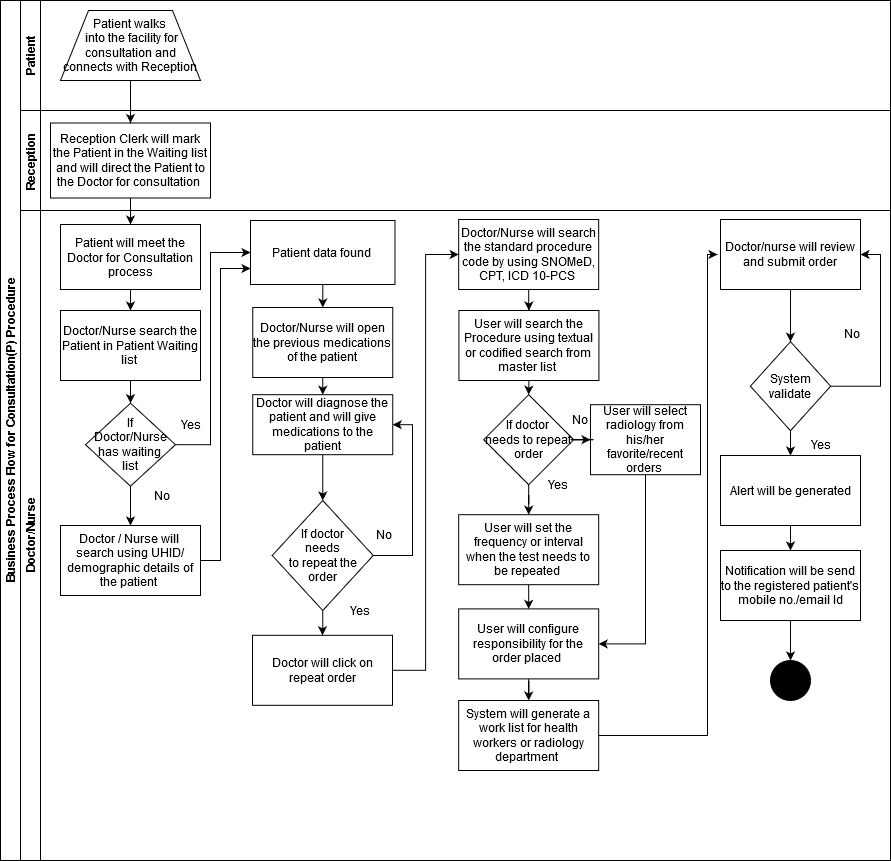 Business Process Flow for Consultation(P) Procedure
Patient
Patient walks
into the facility for
consultation and
connects with Reception
Reception
Reception Clerk will mark
the Patient in the Waiting list
and will direct the Patient to
the Doctor for consultation
Doctor/Nurse
Patient will meet the
Doctor for Consultation
process
Doctor/Nurse search the
Patient in Patient Waiting
list
If
Doctor/Nurse
has waiting
list
Yes
No
Doctor / Nurse will
search using UHID/
demographic details of
the patient
Patient data found
Doctor/Nurse will open
the previous medications
of the patient
Doctor will diagnose the
patient and will give
medications to the
patient
If doctor
needs
to repeat the
order
No
Yes
Doctor will click on
repeat order
Doctor/Nurse will search
the standard procedure
code by using SNOMeD,
CPT, ICD 10-PCS
User will search the
Procedure using textual
or codified search from
master list
If doctor
needs to repeat
order
No
Yes
User will select
radiology from
his/her
favorite/recent
orders
User will set the
frequency or interval
when the test needs to
be repeated
User will configure
responsibility for the
order placed
System will generate a
work list for health
workers or radiology
department
Doctor/nurse will review
and submit order
No
System
validate
Yes
Alert will be generated
Notification will be send
to the registered patient's
mobile no./email Id